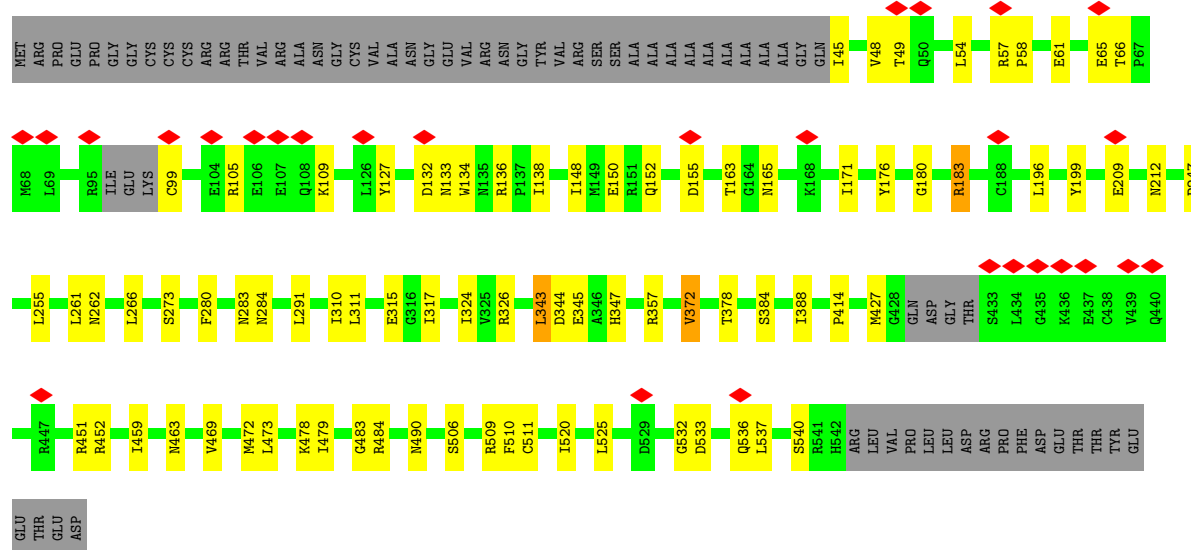 MET ARG PRO GLU PRO GLY GLY CYS CYS CYS ARG ARG THR VAL ARG ALA ASN GLY CYS VAL ALA ASN GLY GLU VAL ARG ASN GLY TYR VAL ARG SER SER ALA ALA ALA ALA ALA ALA ALA ALA ALA GLY GLN I45 V48 T49 Q50 L54 R57 P58 E61 E65 T66 P67
M68 L69 R95 ILE GLU LYS C99 E104 R105 E106 E107 Q108 K109 L126 Y127 D132 N133 W134 N135 R136 P137 I138 I148 M149 E150 R151 Q152 D155 T163 G164 N165 K168 I171 Y176 G180 R183 C188 L196 Y199 E209 N212
L255 L261 N262 L266 S273 F280 N283 N284 L291 I310 L311 E315 G316 I317 I324 V325 R326 L343 D344 E345 A346 H347 R357 V372 T378 S384 I388 P414 M427 G428 GLN ASP GLY THR S433 L434 G435 K436 E437 C438 V439 Q440
R447 R451 R452 I459 N463 V469 M472 L473 K478 I479 G483 R484 N490 S506 R509 F510 C511 I520 L525 D529 G532 D533 Q536 L537 S540 R541 H542 ARG LEU VAL PRO LEU LEU ASP ARG PRO PHE ASP GLU THR THR TYR GLU
GLU THR GLU ASP